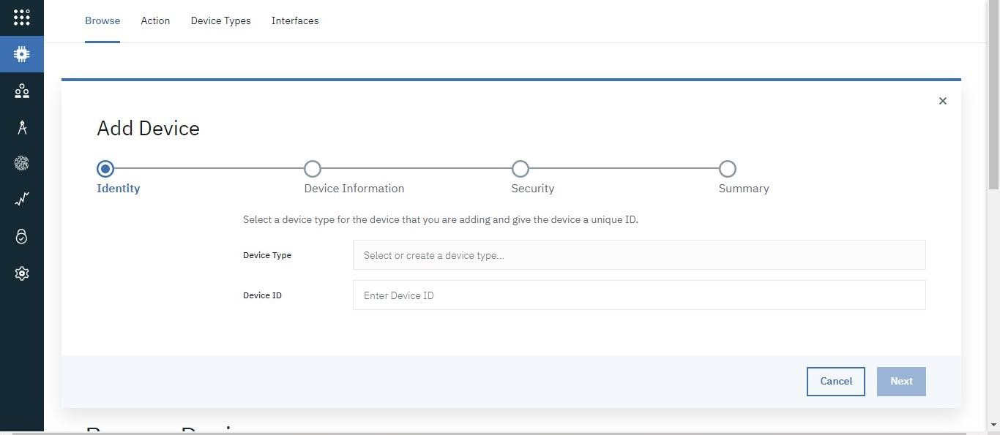 Browse Action Device Types Interfaces
Add Device
Identity Device Information Security Summary
Select a device type for the device that you are adding and give the device a unique ID.
Device Type Select or create a device type...
Device ID Enter Device ID
Cancel Next